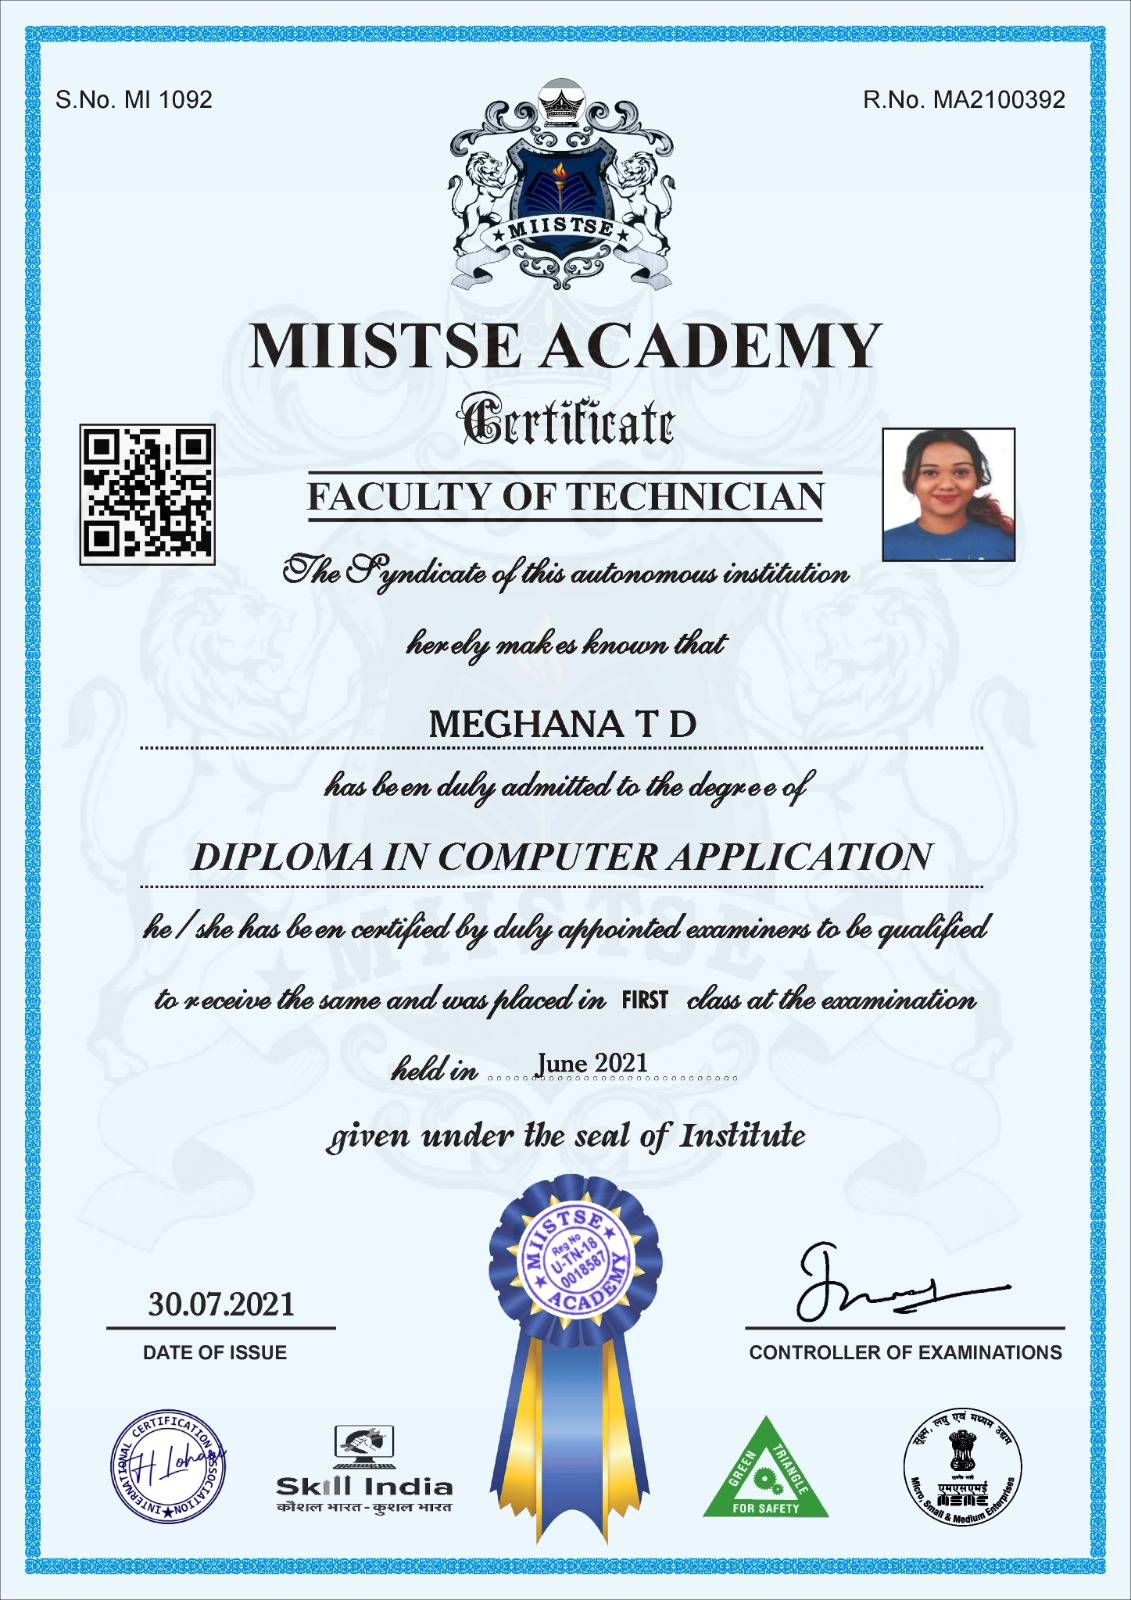 S.No. MI 1092
R.No. MA2100392
★ MIISTSE ★
MIISTSE ACADEMY
Certificate
FACULTY OF TECHNICIAN
The Syndicate of this autonomous institution
herely makes known that
MEGHANA T D
has been duly admitted to the degree of
DIPLOMA IN COMPUTER APPLICATION
he / she has been certified by duly appointed examiners to be qualified
to receive the same and was placed in FIRST class at the examination
held in June 2021
given under the seal of Institute
MIISTSE
Reg No
U-TN-18
0018587
ACADEMY
30.07.2021
DATE OF ISSUE
CONTROLLER OF EXAMINATIONS
INTERNATIONAL CERTIFICATION ASSOCIATION
Skill India
कौशल भारत - कुशल भारत
GREEN TRIANGLE
FOR SAFETY
सूक्ष्म, लघु एवं मध्यम उद्यम
एमएसएमई
MSME
Micro, Small & Medium Enterprises